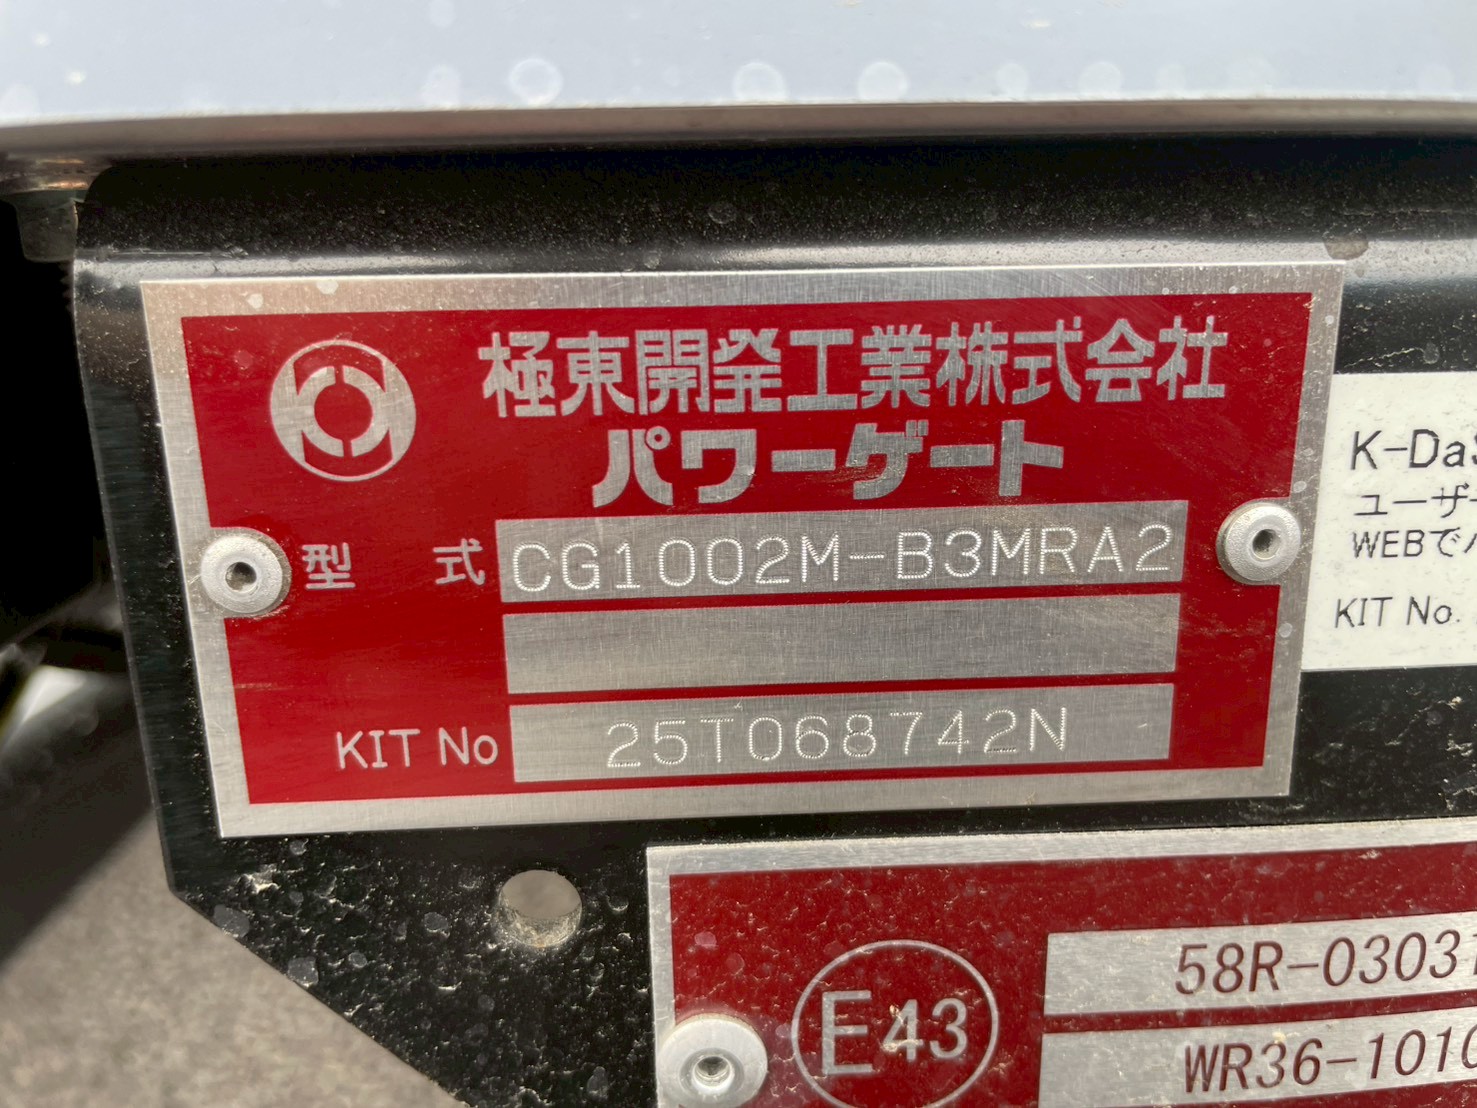 極東開発工業株式会社
パワーゲート
型 式 CG1002M-B3MRA2
KIT No 25T068742N
K-Da
ユーザー
WEBで
KIT No.
E43
58R-0303
WR36-1010